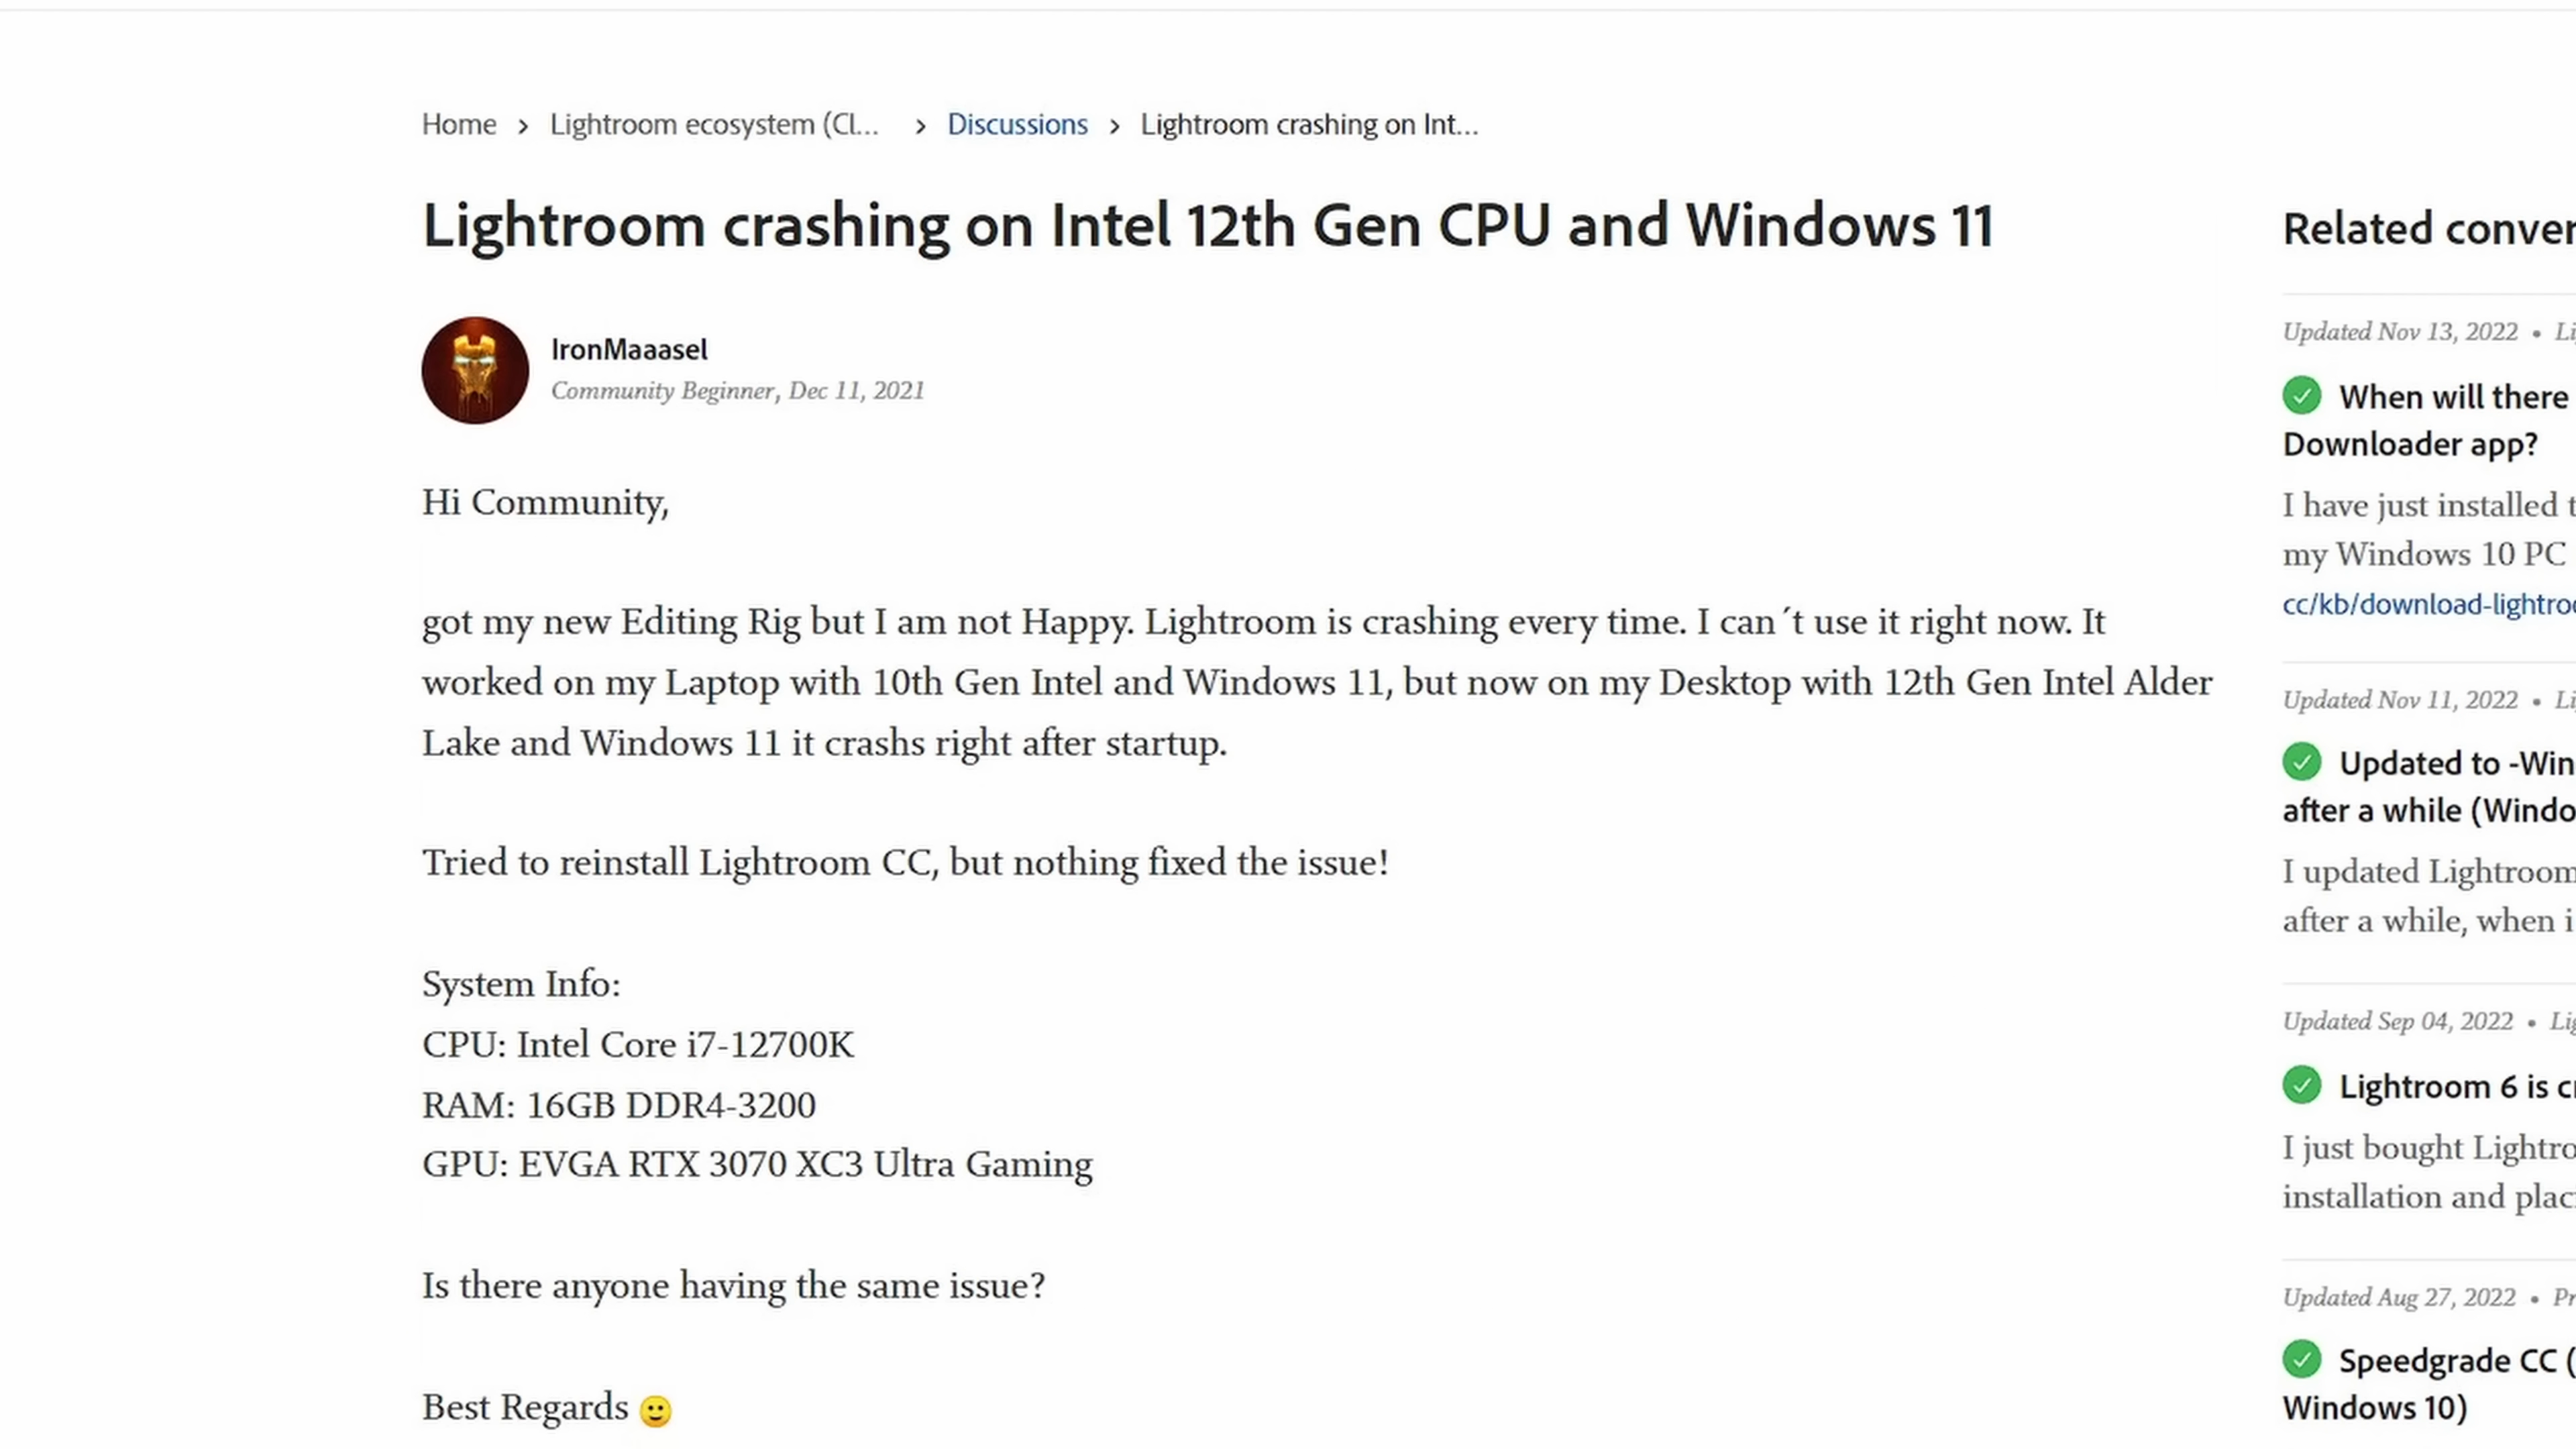 Home > Lightroom ecosystem (Cl... > Discussions > Lightroom crashing on Int...
Lightroom crashing on Intel 12th Gen CPU and Windows 11
IronMaaasel
Community Beginner, Dec 11, 2021
Hi Community,
got my new Editing Rig but I am not Happy. Lightroom is crashing every time. I can´t use it right now. It
worked on my Laptop with 10th Gen Intel and Windows 11, but now on my Desktop with 12th Gen Intel Alder
Lake and Windows 11 it crashs right after startup.
Tried to reinstall Lightroom CC, but nothing fixed the issue!
System Info:
CPU: Intel Core i7-12700K
RAM: 16GB DDR4-3200
GPU: EVGA RTX 3070 XC3 Ultra Gaming
Is there anyone having the same issue?
Best Regards 🙂
Related
Updated Nov 13, 2022 •
When will there
Downloader app?
I have just installed
my Windows 10 PC
cc/kb/download-lightroo
Updated Nov 11, 2022 •
Updated to -Win
after a while (Windo
I updated Lightroom
after a while, when
Updated Sep 04, 2022 •
Lightroom 6 is
I just bought Lightro
installation and
Updated Aug 27, 2022 •
Speedgrade CC (
Windows 10)